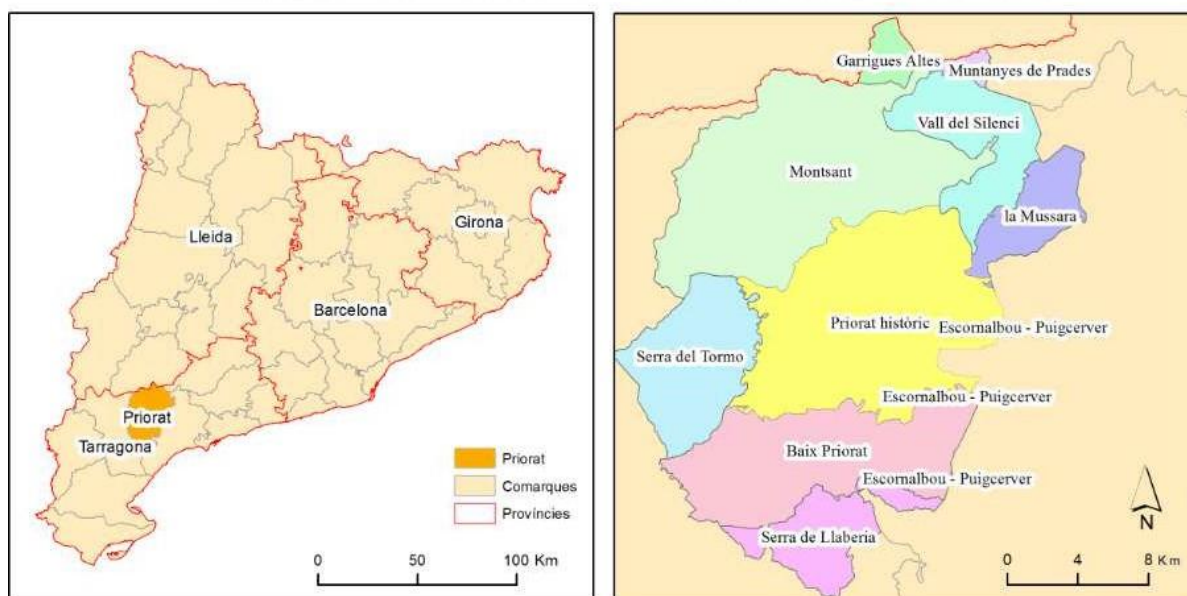 Lleida
Girona
Barcelona
Priorat
Tarragona
Priorat
Comarques
Províncies
0 50 100 Km
Garrigues Altes
Muntanyes de Prades
Vall del Silenci
Montsant
la Mussara
Priorat històric
Escornalbou - Puigcerver
Serra del Tormo
Escornalbou - Puigcerver
Baix Priorat
Escornalbou - Puigcerver
Serra de Llaberia
N
0 4 8 Km